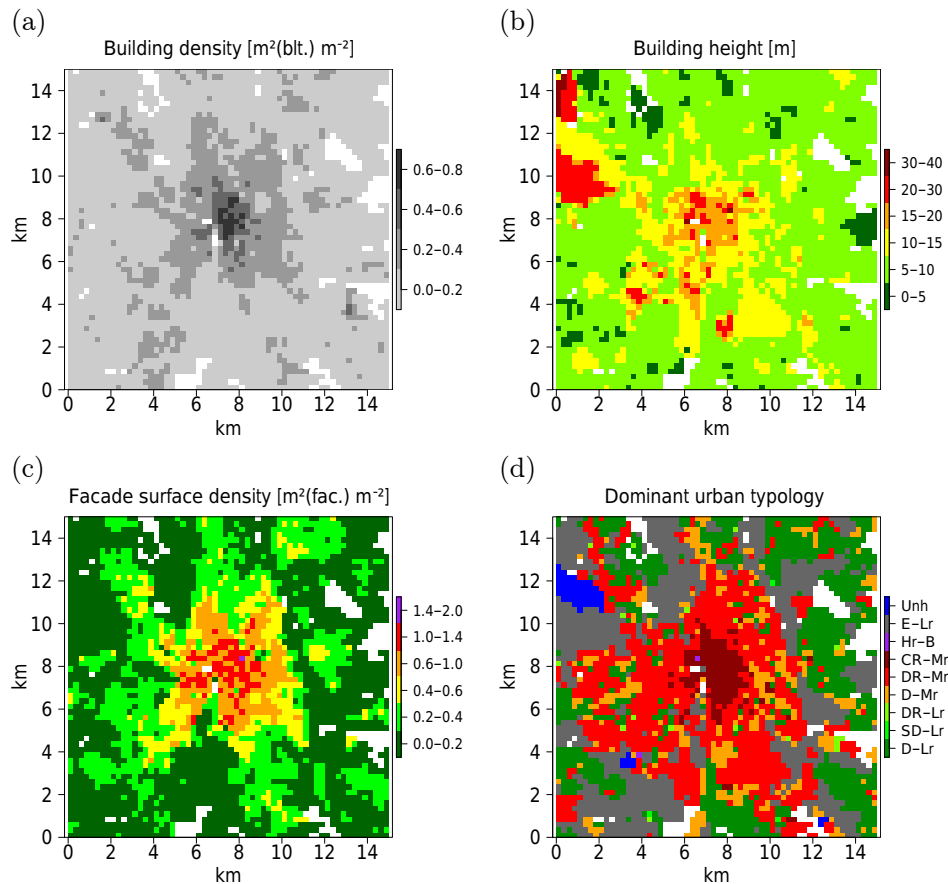 (a)
Building density [m²(blt.) m⁻²]
14
12
10
8
6
4
2
0
km
0 2 4 6 8 10 12 14
km
0.6−0.8
0.4−0.6
0.2−0.4
0.0−0.2
(b)
Building height [m]
14
12
10
8
6
4
2
0
km
0 2 4 6 8 10 12 14
km
30−40
20−30
15−20
10−15
5−10
0−5
(c)
Facade surface density [m²(fac.) m⁻²]
14
12
10
8
6
4
2
0
km
0 2 4 6 8 10 12 14
km
1.4−2.0
1.0−1.4
0.6−1.0
0.4−0.6
0.2−0.4
0.0−0.2
(d)
Dominant urban typology
14
12
10
8
6
4
2
0
km
0 2 4 6 8 10 12 14
km
Unh
E−Lr
Hr−B
CR−Mr
DR−Mr
D−Mr
DR−Lr
SD−Lr
D−Lr